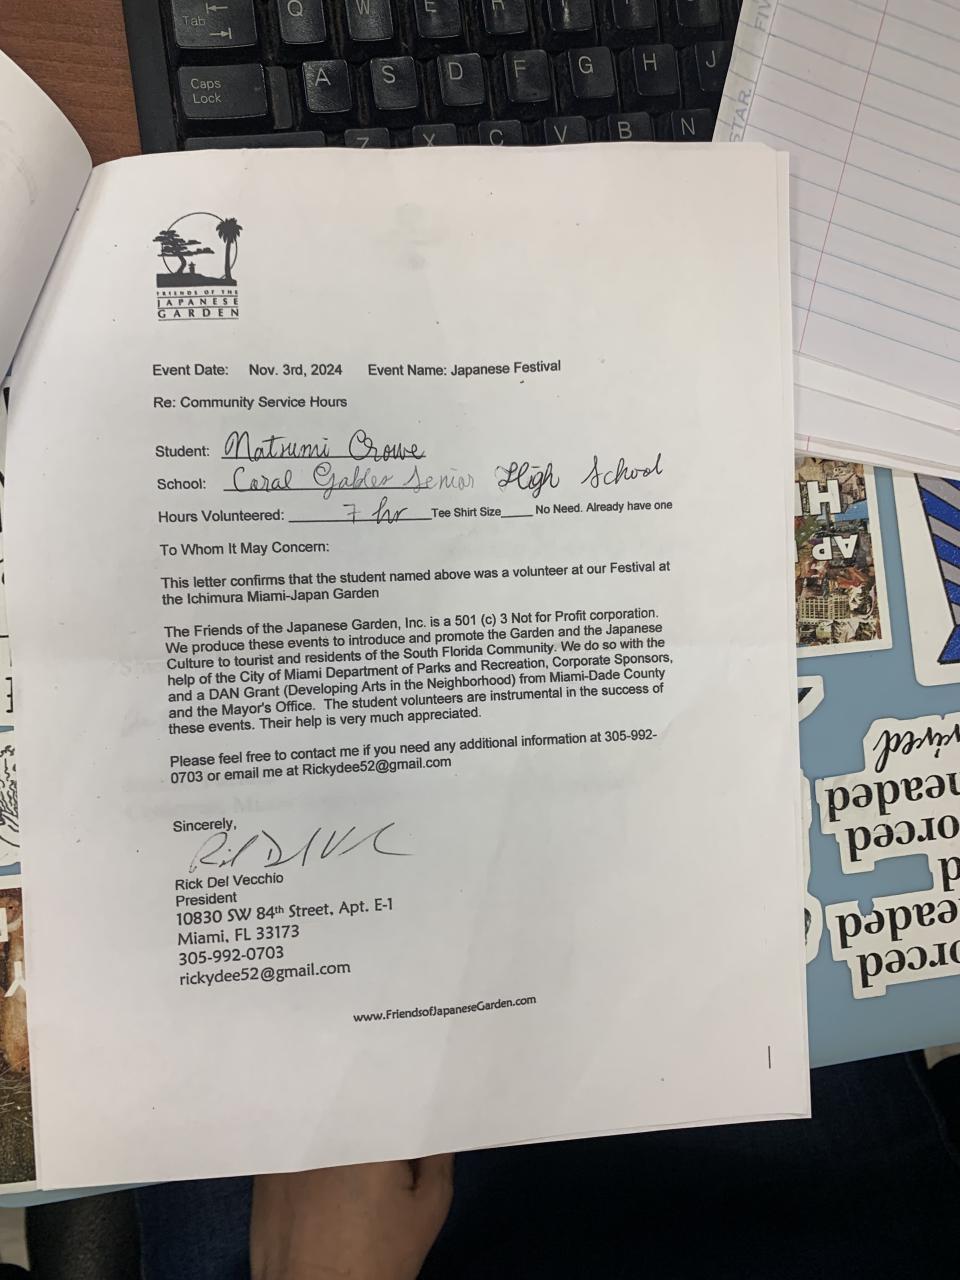 Tab
Q W E R
Caps
Lock
A S D F G H J
Z X C V B N
STAR. FIV
FRIENDS OF THE
JAPANESE
GARDEN
Event Date: Nov. 3rd, 2024 Event Name: Japanese Festival
Re: Community Service Hours
Student: Natsumi Crowe
School: Coral Gables Senior High School
Hours Volunteered: 7 hr Tee Shirt Size_____ No Need. Already have one
To Whom It May Concern:
This letter confirms that the student named above was a volunteer at our Festival at
the Ichimura Miami-Japan Garden
The Friends of the Japanese Garden, Inc. is a 501 (c) 3 Not for Profit corporation.
We produce these events to introduce and promote the Garden and the Japanese
Culture to tourist and residents of the South Florida Community. We do so with the
help of the City of Miami Department of Parks and Recreation, Corporate Sponsors,
and a DAN Grant (Developing Arts in the Neighborhood) from Miami-Dade County
and the Mayor's Office. The student volunteers are instrumental in the success of
these events. Their help is very much appreciated.
Please feel free to contact me if you need any additional information at 305-992-
0703 or email me at Rickydee52@gmail.com
Sincerely,
Rick Del Vecchio
President
10830 SW 84th Street, Apt. E-1
Miami, FL 33173
305-992-0703
rickydee52@gmail.com
www.FriendsofJapaneseGarden.com
H
AP